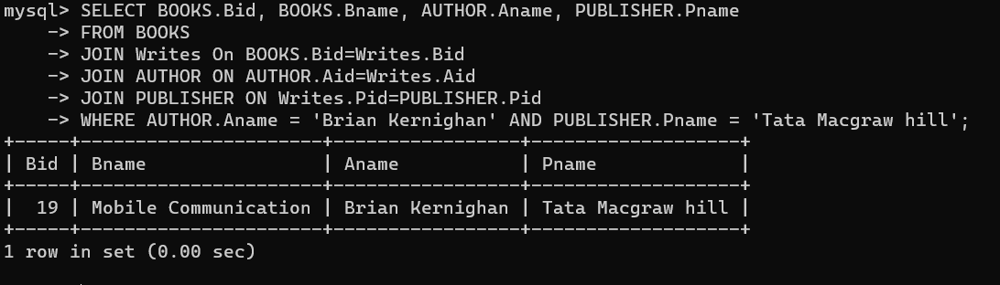 mysql> SELECT BOOKS.Bid, BOOKS.Bname, AUTHOR.Aname, PUBLISHER.Pname
    -> FROM BOOKS
    -> JOIN Writes On BOOKS.Bid=Writes.Bid
    -> JOIN AUTHOR ON AUTHOR.Aid=Writes.Aid
    -> JOIN PUBLISHER ON Writes.Pid=PUBLISHER.Pid
    -> WHERE AUTHOR.Aname = 'Brian Kernighan' AND PUBLISHER.Pname = 'Tata Macgraw hill';
+-----+----------------------+-----------------+-------------------+
| Bid | Bname                | Aname           | Pname             |
+-----+----------------------+-----------------+-------------------+
|  19 | Mobile Communication | Brian Kernighan | Tata Macgraw hill |
+-----+----------------------+-----------------+-------------------+
1 row in set (0.00 sec)